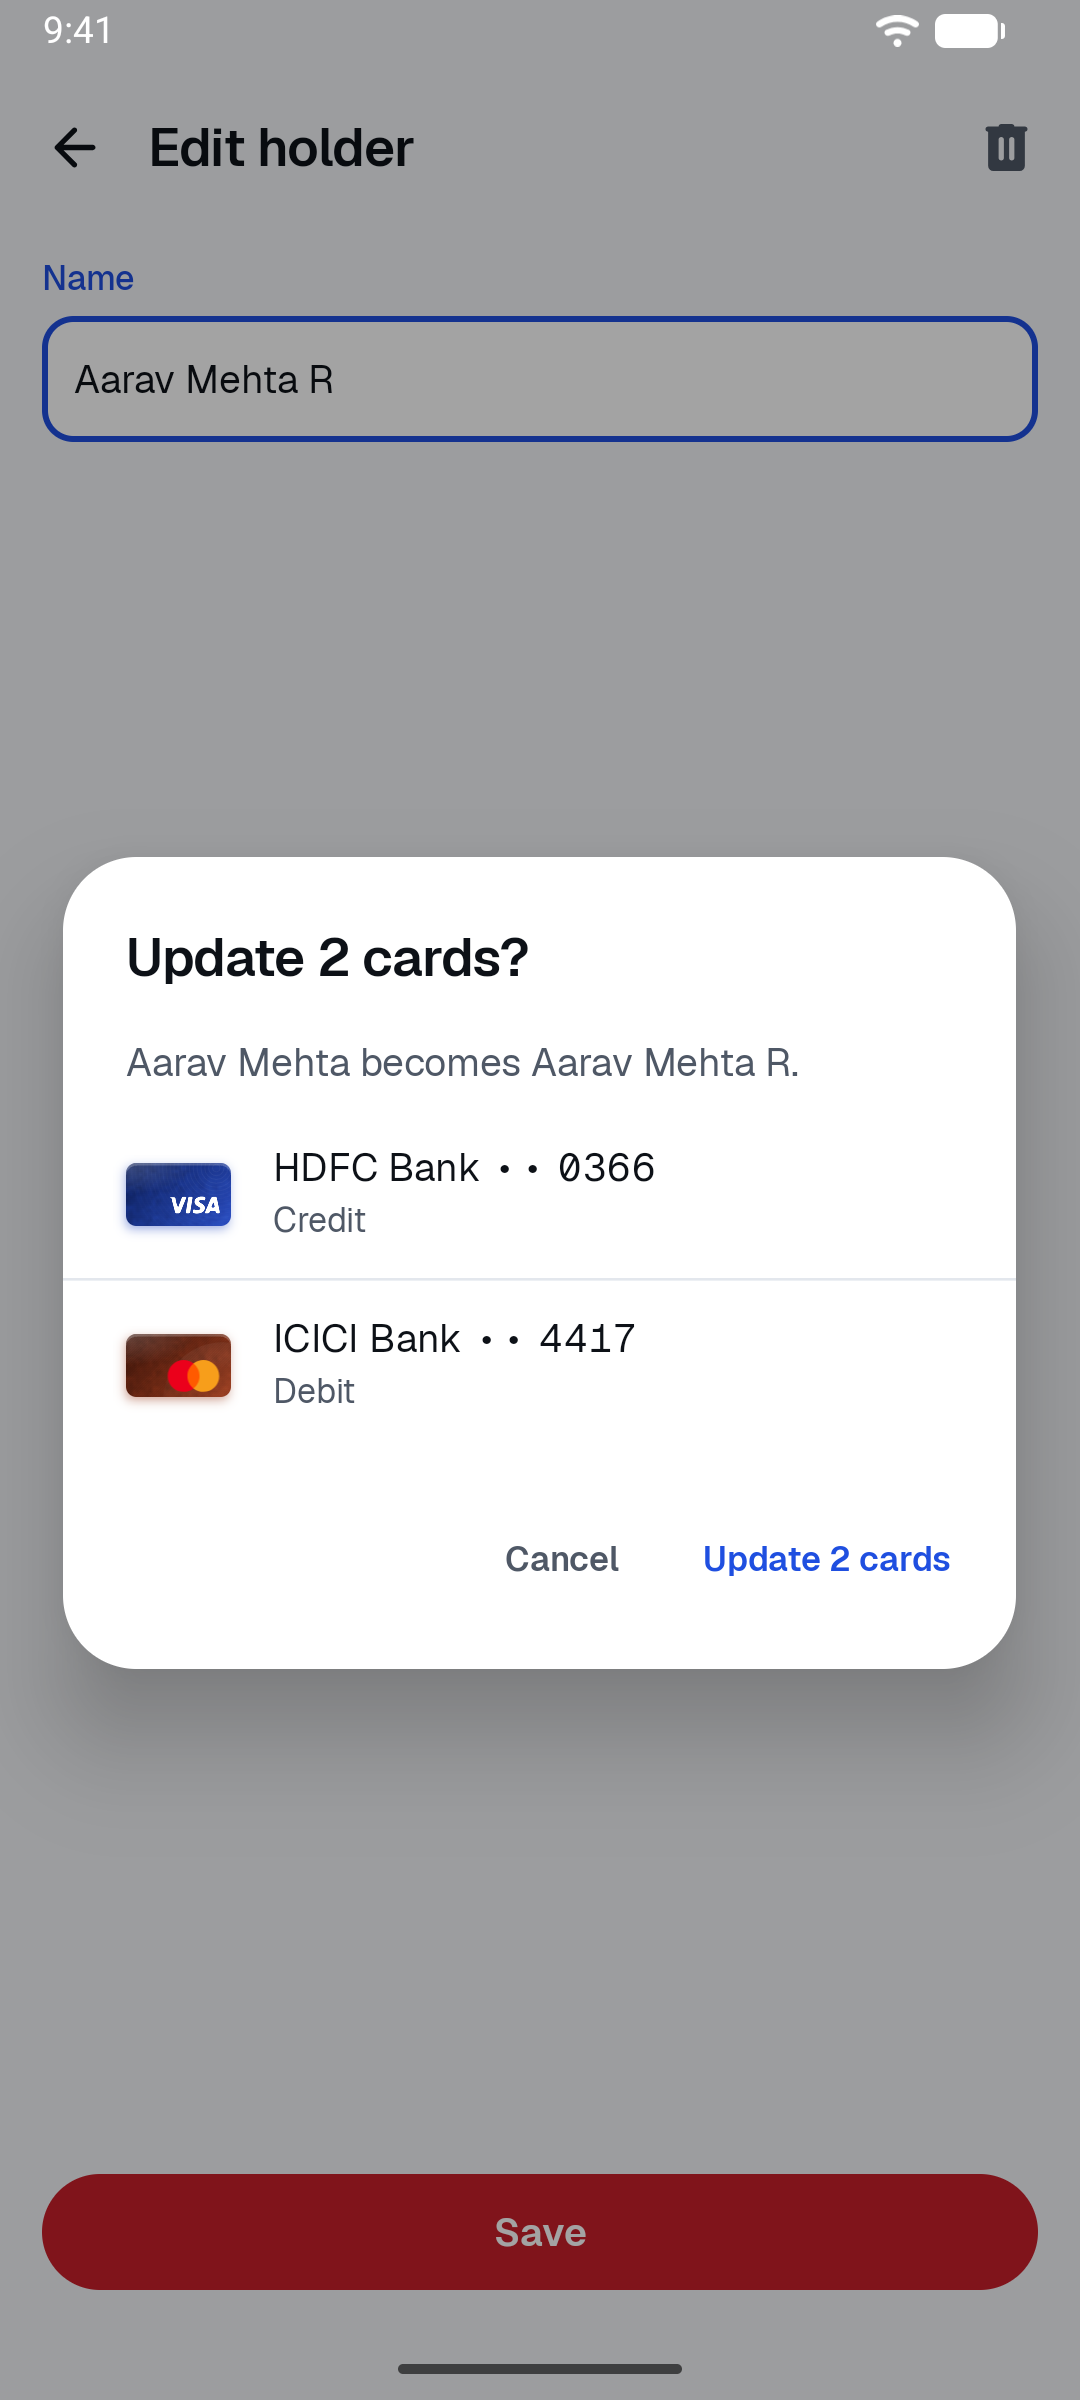 9:41
Edit holder
Name
Aarav Mehta R
Update 2 cards?
Aarav Mehta becomes Aarav Mehta R.
HDFC Bank •• 0366
VISA
Credit
ICICI Bank •• 4417
Debit
Cancel
Update 2 cards
Save